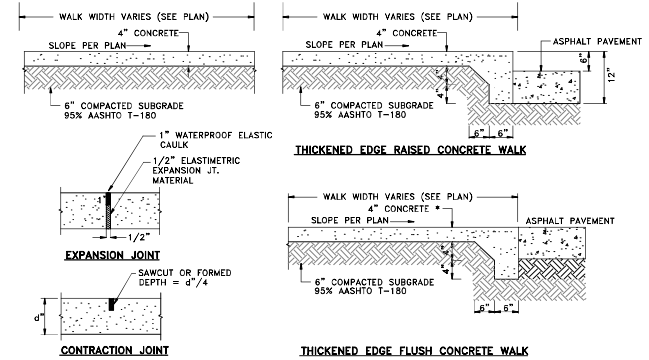 WALK WIDTH VARIES (SEE PLAN)
4" CONCRETE
SLOPE PER PLAN
6" COMPACTED SUBGRADE
95% AASHTO T-180
WALK WIDTH VARIES (SEE PLAN)
4" CONCRETE
SLOPE PER PLAN
ASPHALT PAVEMENT
6"
12"
4"
4"
6" COMPACTED SUBGRADE
95% AASHTO T-180
6" 6"
THICKENED EDGE RAISED CONCRETE WALK
1" WATERPROOF ELASTIC
CAULK
1/2" ELASTIMETRIC
EXPANSION JT.
MATERIAL
1"
1/2"
EXPANSION JOINT
SAWCUT OR FORMED
DEPTH = d"/4
d"
CONTRACTION JOINT
WALK WIDTH VARIES (SEE PLAN)
4" CONCRETE *
SLOPE PER PLAN
ASPHALT PAVEMENT
4"
4"
6" COMPACTED SUBGRADE
95% AASHTO T-180
6" 6"
THICKENED EDGE FLUSH CONCRETE WALK